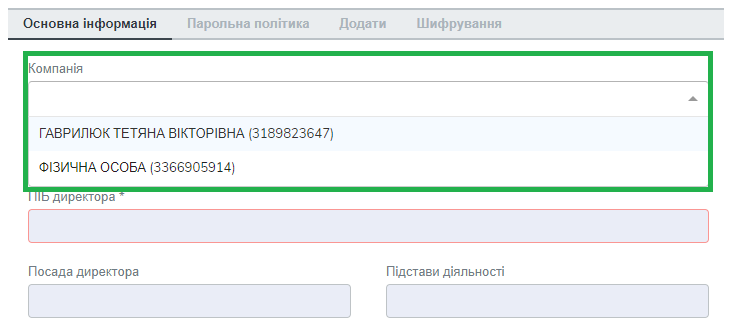 Основна інформація Парольна політика Додати Шифрування
Компанія
ГАВРИЛЮК ТЕТЯНА ВІКТОРІВНА (3189823647)
ФІЗИЧНА ОСОБА (3366905914)
ПІБ директора *
Посада директора Підстави діяльності